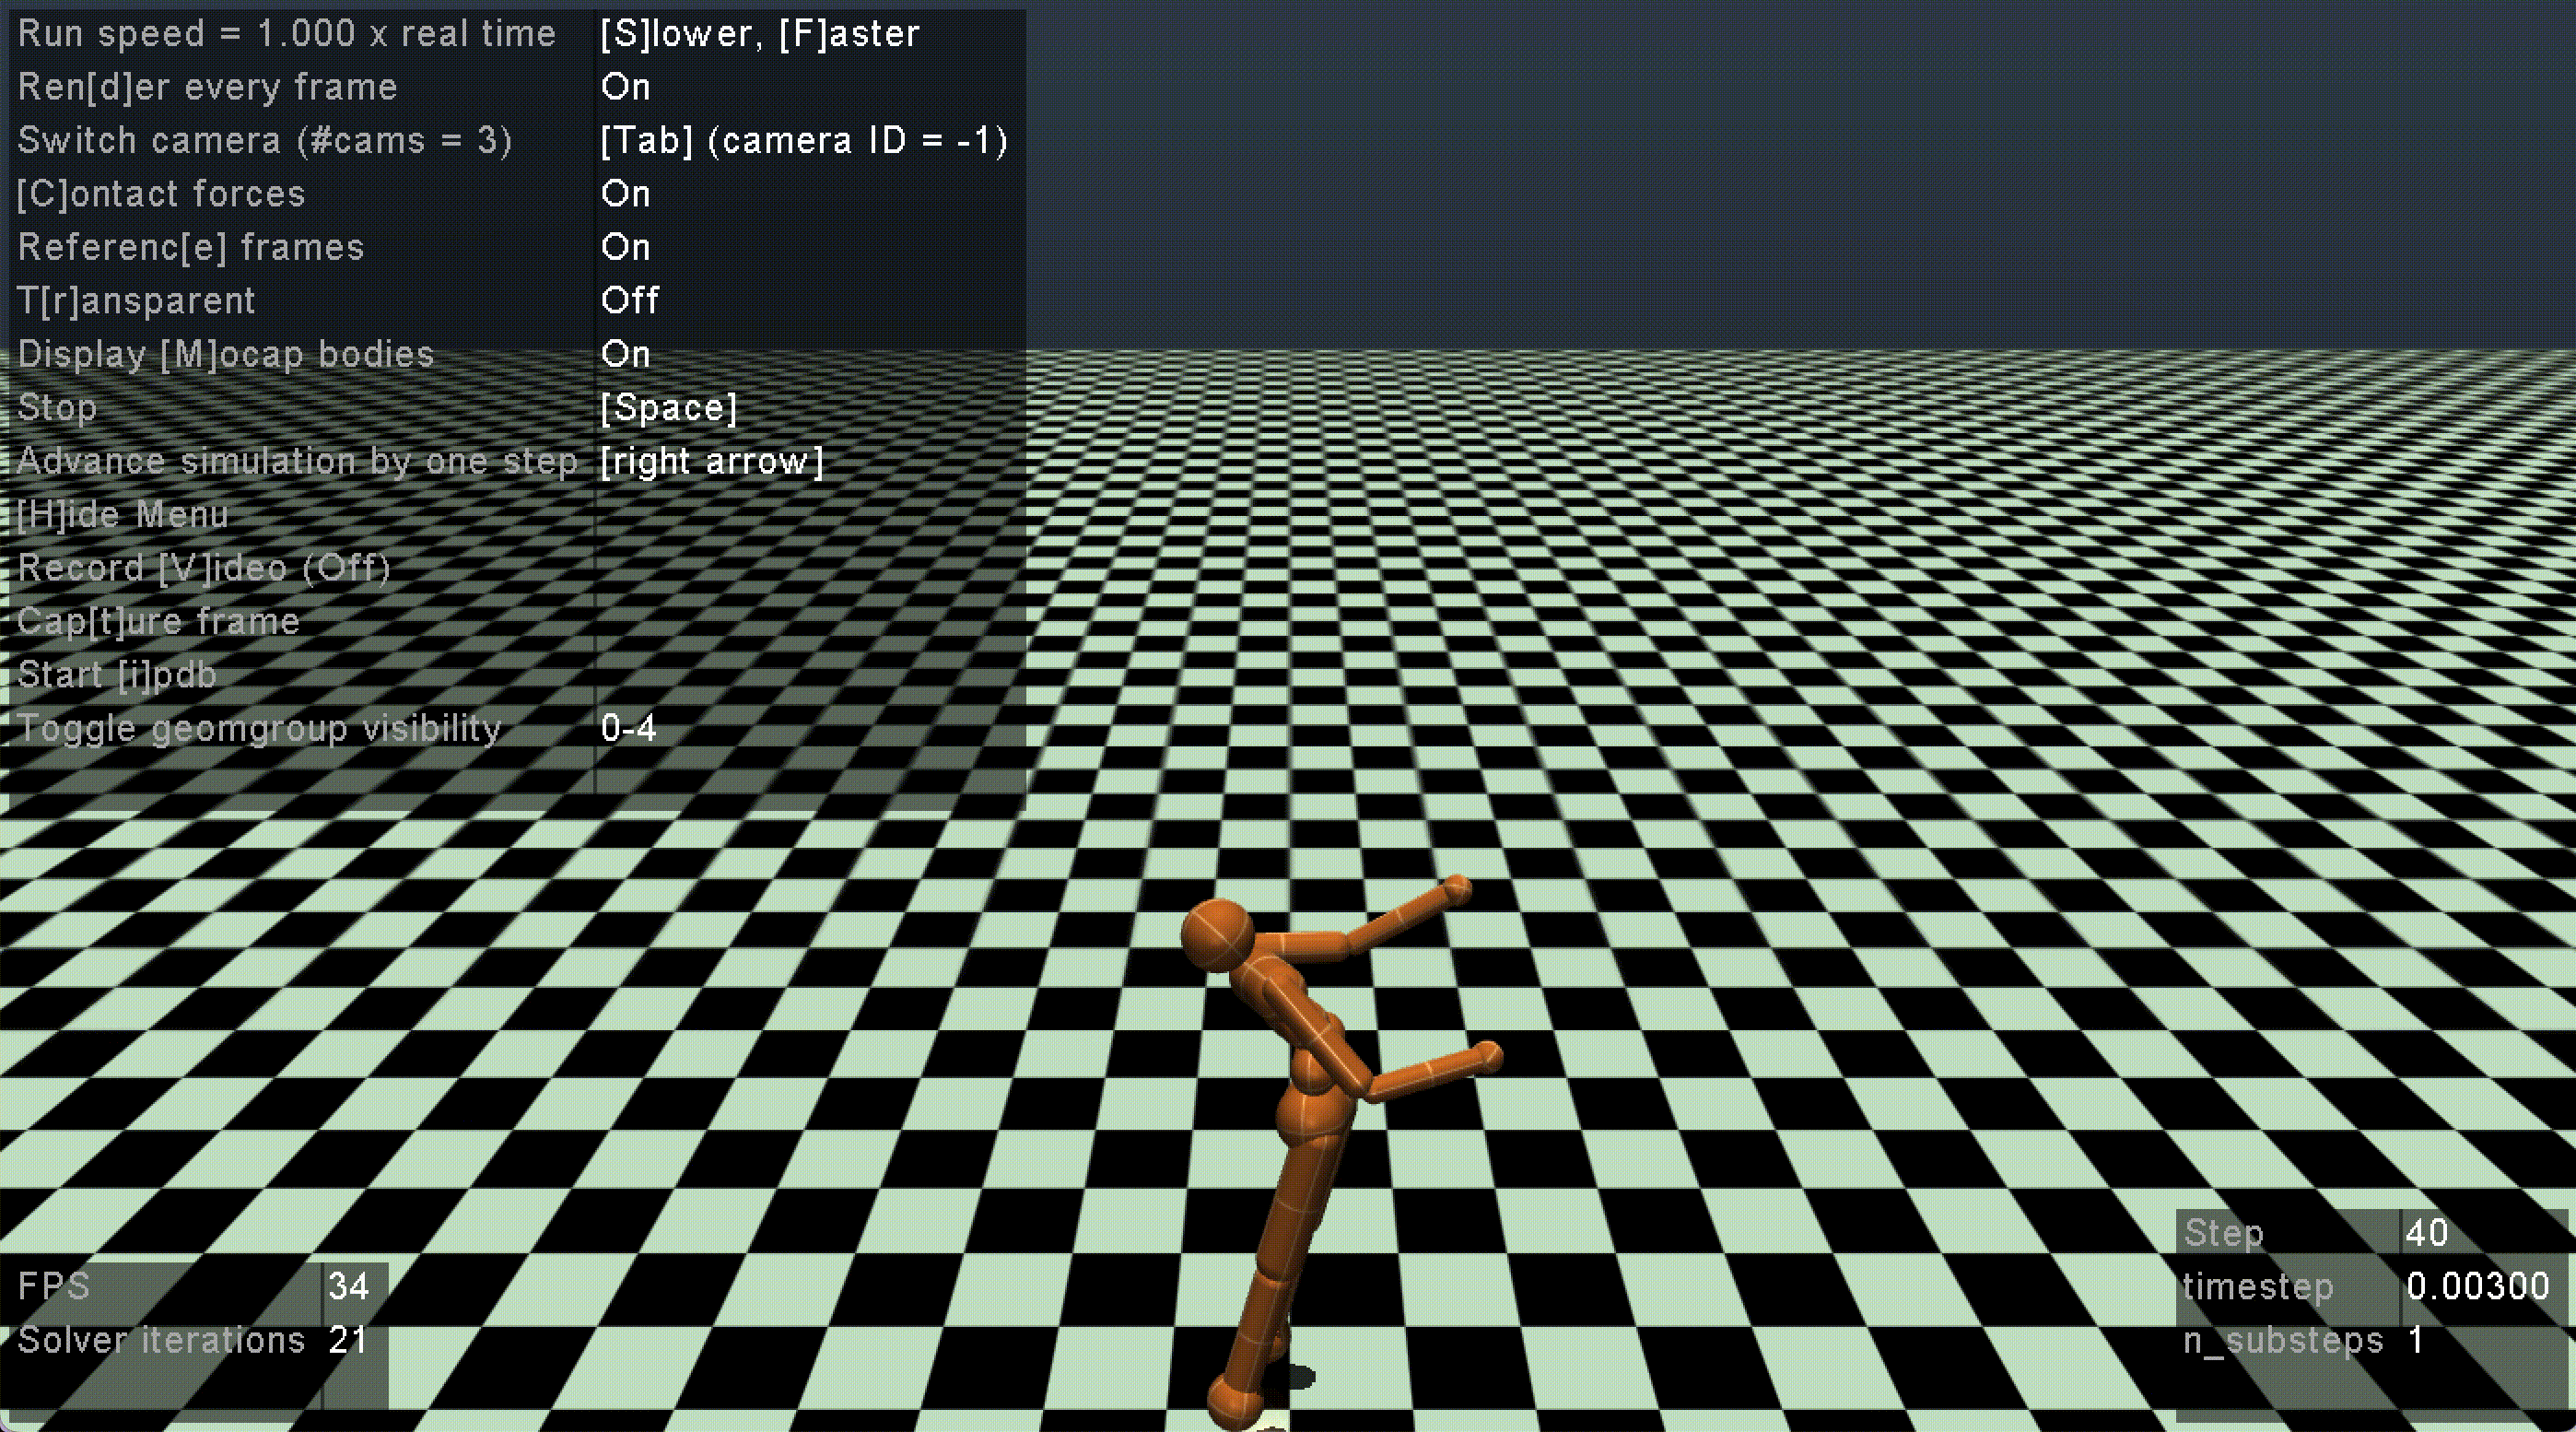 Run speed = 1.000 x real time [S]lower, [F]aster
Ren[d]er every frame On
Switch camera (#cams = 3) [Tab] (camera ID = -1)
[C]ontact forces On
Referenc[e] frames On
T[r]ansparent Off
Display [M]ocap bodies On
Stop [Space]
Advance simulation by one step [right arrow]
[H]ide Menu
Record [V]ideo (Off)
Cap[t]ure frame
Start [i]pdb
Toggle geomgroup visibility 0-4
FPS 34
Solver iterations 21
Step 40
timestep 0.00300
n_substeps 1